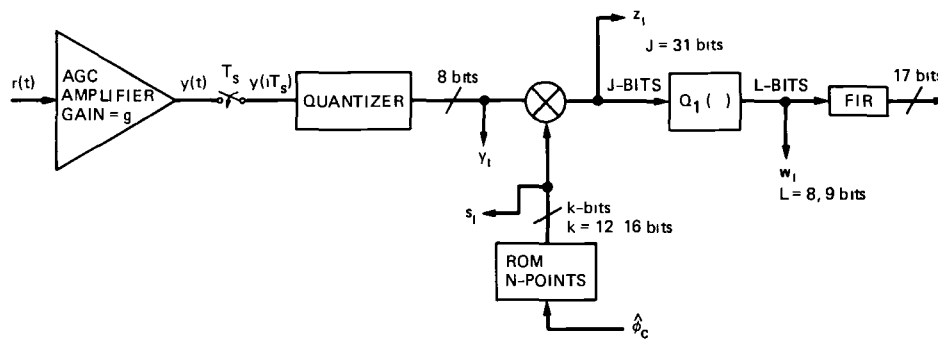 r(t)
AGC
AMPLIFIER
GAIN = g
y(t)
T_s
y(iT_s)
QUANTIZER
8 bits
y_i
z_i
J = 31 bits
J-BITS
Q_1 ( )
L-BITS
w_i
L = 8, 9 bits
FIR
17 bits
s_i
k-bits
k = 12 16 bits
ROM
N-POINTS
φ̂_c